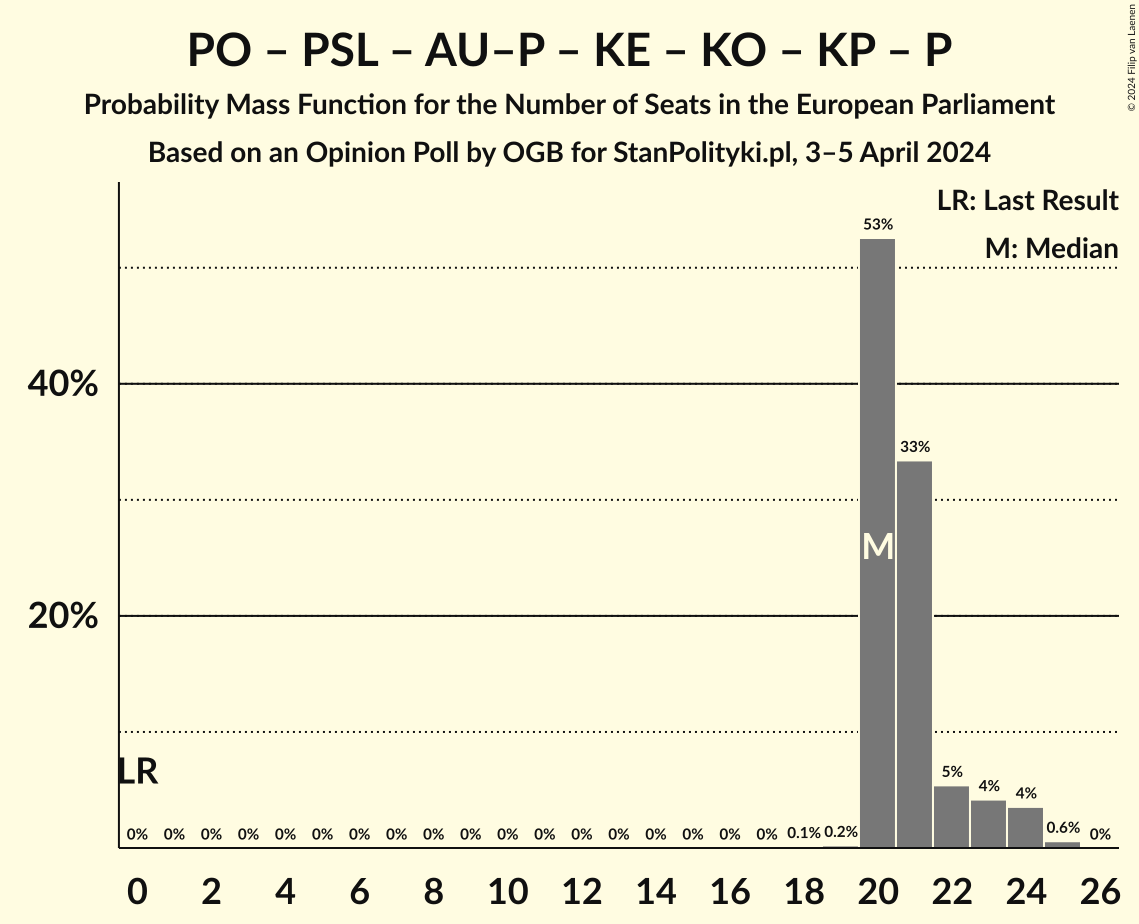 PO – PSL – AU–P – KE – KO – KP – P
Probability Mass Function for the Number of Seats in the European Parliament
Based on an Opinion Poll by OGB for StanPolityki.pl, 3–5 April 2024
© 2024 Filip van Laenen
LR: Last Result
M: Median
53%
40%
33%
M
20%
LR
5%
4%
4%
0% 0% 0% 0% 0% 0% 0% 0% 0% 0% 0% 0% 0% 0% 0% 0% 0% 0% 0.1% 0.2% 0.6% 0%
0 2 4 6 8 10 12 14 16 18 20 22 24 26